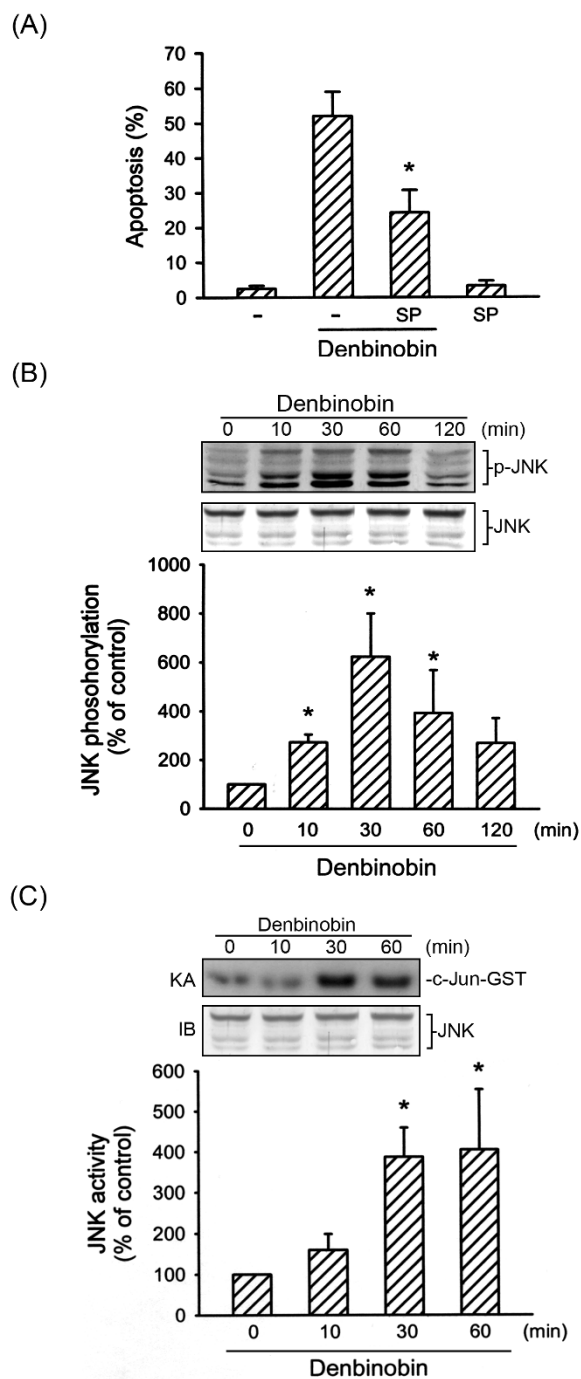 (A)
70
60
50
40
30
20
10
0
Apoptosis (%)
*
- - SP SP
Denbinobin
(B)
Denbinobin
0 10 30 60 120 (min)
p-JNK
JNK
1000
800
600
400
200
0
JNK phosohorylation
(% of control)
* * *
0 10 30 60 120 (min)
Denbinobin
(C)
Denbinobin
0 10 30 60 (min)
KA -c-Jun-GST
IB JNK
600
500
400
300
200
100
0
JNK activity
(% of control)
* *
0 10 30 60 (min)
Denbinobin